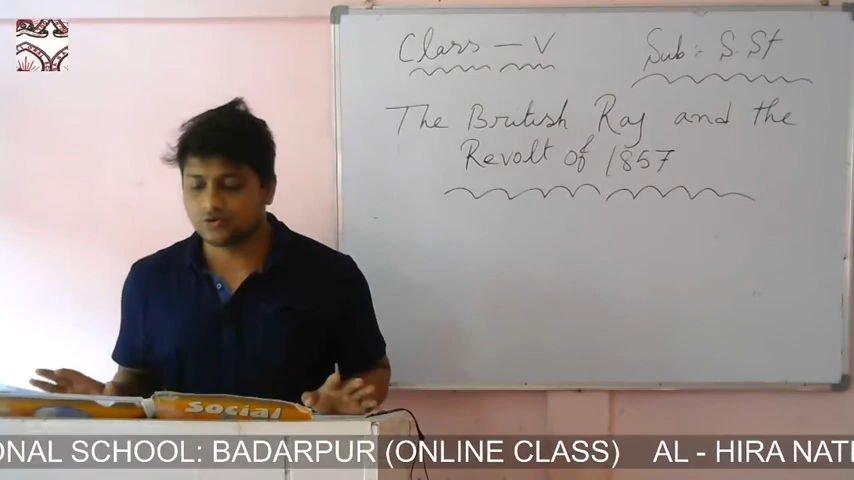 Class - V
Sub:- S.St
The British Raj and the
Revolt of 1857
Social
ONAL SCHOOL: BADARPUR (ONLINE CLASS) AL - HIRA NATI